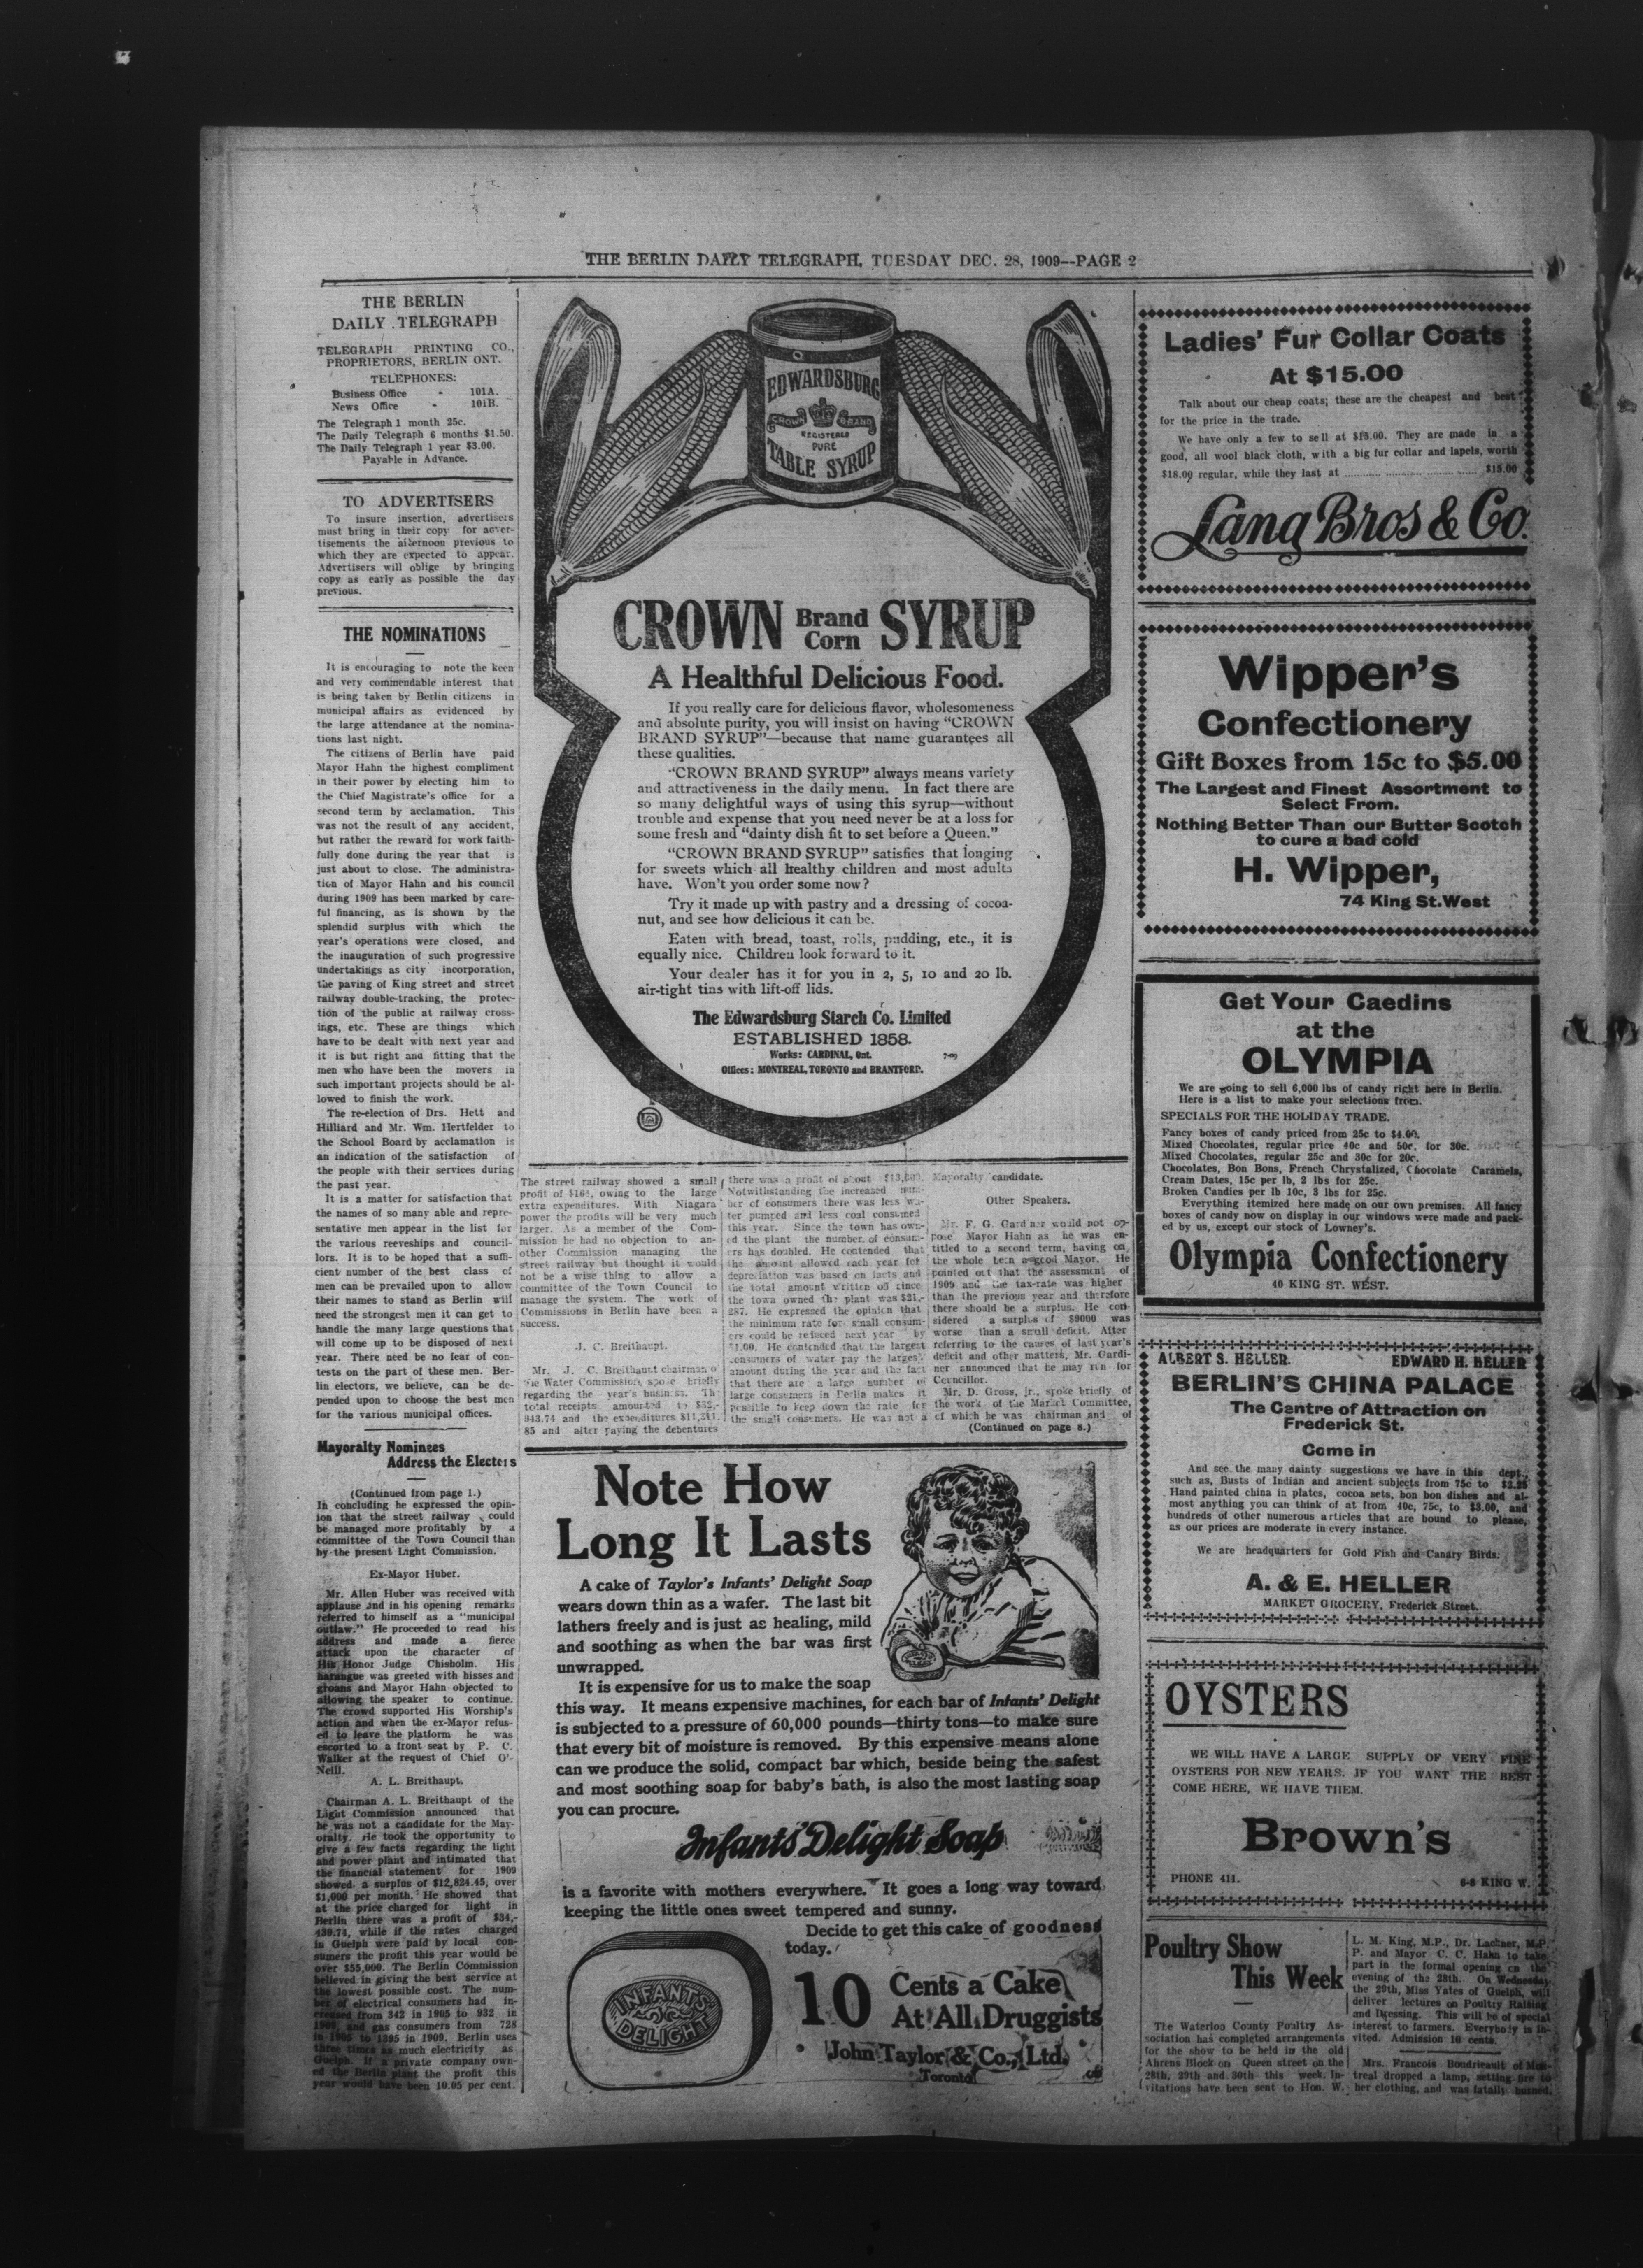 THE BERLIN DAILY TELEGRAPH, TUESDAY DEC. 28, 1909--PAGE 2
THE BERLIN
DAILY TELEGRAPH
TELEGRAPH PRINTING CO.,
PROPRIETORS, BERLIN ONT.
TELEPHONES:
Business Office - 101A.
News Office - 101B.
The Telegraph 1 month 25c.
The Daily Telegraph 6 months $1.50.
The Daily Telegraph 1 year $3.00.
Payable in Advance.
TO ADVERTISERS
To insure insertion, advertisers
must bring in their copy for adver-
tisements the afternoon previous to
which they are expected to appear.
Advertisers will oblige by bringing
copy as early as possible the day
previous.
THE NOMINATIONS
It is encouraging to note the keen
and very commendable interest that
is being taken by Berlin citizens in
municipal affairs as evidenced by
the large attendance at the nomina-
tions last night.
The citizens of Berlin have paid
Mayor Hahn the highest compliment
in their power by electing him to
the Chief Magistrate's office for a
second term by acclamation. This
was not the result of any accident,
but rather the reward for work faith-
fully done during the year that is
just about to close. The administra-
tion of Mayor Hahn and his council
during 1909 has been marked by care-
ful financing, as is shown by the
splendid surplus with which the
year's operations were closed, and
the inauguration of such progressive
undertakings as city incorporation,
the paving of King street and street
railway double-tracking, the protec-
tion of the public at railway cross-
ings, etc. These are things which
have to be dealt with next year and
it is but right and fitting that the
men who have been the movers in
such important projects should be al-
lowed to finish the work.
The re-election of Drs. Hett and
Hilliard and Mr. Wm. Hertfelder to
the School Board by acclamation is
an indication of the satisfaction of
the people with their services during
the past year.
It is a matter for satisfaction that
the names of so many able and repre-
sentative men appear in the list for
the various reeveships and council-
lors. It is to be hoped that a suffi-
cient number of the best class of
men can be prevailed upon to allow
their names to stand as Berlin will
need the strongest men it can get to
handle the many large questions that
will come up to be disposed of next
year. There need be no fear of con-
tests on the part of these men. Ber-
lin electors, we believe, can be de-
pended upon to choose the best men
for the various municipal offices.
Mayoralty Nominees
Address the Electors
(Continued from page 1.)
In concluding he expressed the opin-
ion that the street railway could
be managed more profitably by a
committee of the Town Council than
by the present Light Commission.
Ex-Mayor Huber.
Mr. Allen Huber was received with
applause and in his opening remarks
referred to himself as a "municipal
outlaw." He proceeded to read his
address and made a fierce
attack upon the character of
His Honor Judge Chisholm. His
harangue was greeted with hisses and
groans and Mayor Hahn objected to
allowing the speaker to continue.
The crowd supported His Worship's
action and when the ex-Mayor refus-
ed to leave the platform he was
escorted to a front seat by P. C.
Walker at the request of Chief O'-
Neill.
A. L. Breithaupt.
Chairman A. L. Breithaupt of the
Light Commission announced that
he was not a candidate for the May-
oralty. He took the opportunity to
give a few facts regarding the light
and power plant and intimated that
the financial statement for 1909
showed a surplus of $12,824.45, over
$1,000 per month. He showed that
at the price charged for light in
Berlin there was a profit of $34,-
430.74, while if the rates charged
in Guelph were paid by local con-
sumers the profit this year would be
over $55,000. The Berlin Commission
believed in giving the best service at
the lowest possible cost. The num-
ber of electrical consumers had in-
creased from 342 in 1905 to 932 in
1909, and gas consumers from 728
in 1905 to 1395 in 1909. Berlin uses
three times as much electricity as
Guelph. If a private company own-
ed the Berlin plant the profit this
year would have been 10.05 per cent.
EDWARDSBURG
CROWN BRAND
REGISTERED
PURE
TABLE SYRUP
CROWN Brand Corn SYRUP
A Healthful Delicious Food.
If you really care for delicious flavor, wholesomeness
and absolute purity, you will insist on having "CROWN
BRAND SYRUP"—because that name guarantees all
these qualities.
"CROWN BRAND SYRUP" always means variety
and attractiveness in the daily menu. In fact there are
so many delightful ways of using this syrup—without
trouble and expense that you need never be at a loss for
some fresh and "dainty dish fit to set before a Queen."
"CROWN BRAND SYRUP" satisfies that longing
for sweets which all healthy children and most adults
have. Won't you order some now?
Try it made up with pastry and a dressing of cocoa-
nut, and see how delicious it can be.
Eaten with bread, toast, rolls, pudding, etc., it is
equally nice. Children look forward to it.
Your dealer has it for you in 2, 5, 10 and 20 lb.
air-tight tins with lift-off lids.
The Edwardsburg Starch Co. Limited
ESTABLISHED 1858.
Works: CARDINAL, Ont. 7-09
Offices: MONTREAL, TORONTO and BRANTFORD.
The street railway showed a small
profit of $164, owing to the large
extra expenditures. With Niagara
power the profits will be very much
larger. As a member of the Com-
mission he had no objection to an-
other Commission managing the
street railway but thought it would
not be a wise thing to allow a
committee of the Town Council to
manage the system. The work of
Commissions in Berlin have been a
success.
J. C. Breithaupt.
Mr. J. C. Breithaupt chairman o'
the Water Commission, spoke briefly
regarding the year's business. Th
total receipts amounted to $32,-
943.74 and the expenditures
85 and after paying the debentures
there was a profit of about $13,000.
Notwithstanding the increased num-
ber of consumers there was less wa-
ter pumped and less coal consumed
this year. Since the town has own-
ed the plant the number of consum-
ers has doubled. He contended that
the amount allowed each year for
depreciation was based on facts and
the total amount written off since
the town owned the plant was $21,-
287. He expressed the opinion that
the minimum rate for small consum-
ers could be reduced next year by
$1.00. He contended that the largest
consumers of water pay the largest
amount during the year and the fact
that there are a large number of
large consumers in Berlin makes it
possible to keep down the rate for
the small consumers. He was not a
Mayoralty candidate.
Other Speakers.
Mr. F. G. Gardner would not op-
pose Mayor Hahn as he was en-
titled to a second term, having on
the whole been a good Mayor. He
pointed out that the assessment of
1909 and the tax-rate was higher
than the previous year and therefore
there should be a surplus. He con-
sidered a surplus of $9000 was
worse than a small deficit. After
referring to the causes of last year's
deficit and other matters, Mr. Gardi-
ner announced that he may run for
Councillor.
Mr. D. Gross, jr., spoke briefly of
the work of the Market Committee,
of which he was chairman and of
(Continued on page 8.)
Note How
Long It Lasts
A cake of Taylor's Infants' Delight Soap
wears down thin as a wafer. The last bit
lathers freely and is just as healing, mild
and soothing as when the bar was first
unwrapped.
It is expensive for us to make the soap
this way. It means expensive machines, for each bar of Infants' Delight
is subjected to a pressure of 60,000 pounds—thirty tons—to make sure
that every bit of moisture is removed. By this expensive means alone
can we produce the solid, compact bar which, beside being the safest
and most soothing soap for baby's bath, is also the most lasting soap
you can procure.
Infants' Delight Soap
is a favorite with mothers everywhere. It goes a long way toward
keeping the little ones sweet tempered and sunny.
Decide to get this cake of goodness
today.
INFANTS
DELIGHT
10 Cents a Cake
At All Druggists
John Taylor & Co., Ltd.
Toronto
Ladies' Fur Collar Coats
At $15.00
Talk about our cheap coats; these are the cheapest and best
for the price in the trade.
We have only a few to sell at $15.00. They are made in a
good, all wool black cloth, with a big fur collar and lapels, worth
$18.00 regular, while they last at ........ $15.00
Lang Bros & Co.
Wipper's
Confectionery
Gift Boxes from 15c to $5.00
The Largest and Finest Assortment to
Select From.
Nothing Better Than our Butter Scotch
to cure a bad cold
H. Wipper,
74 King St. West
Get Your Caedins
at the
OLYMPIA
We are going to sell 6,000 lbs of candy right here in Berlin.
Here is a list to make your selections from.
SPECIALS FOR THE HOLIDAY TRADE.
Fancy boxes of candy priced from 25c to $4.00.
Mixed Chocolates, regular price 40c and 50c, for 30c.
Mixed Chocolates, regular 25c and 30c for 20c.
Chocolates, Bon Bons, French Chrystalized, Chocolate Caramels,
Cream Dates, 15c per lb, 2 lbs for 25c.
Broken Candies per lb 10c, 3 lbs for 25c.
Everything itemized here made on our own premises. All fancy
boxes of candy now on display in our windows were made and pack-
ed by us, except our stock of Lowney's.
Olympia Confectionery
40 KING ST. WEST.
ALBERT S. HELLER. EDWARD H. HELLER
BERLIN'S CHINA PALACE
The Centre of Attraction on
Frederick St.
Come in
And see the many dainty suggestions we have in this dept.,
such as, Busts of Indian and ancient subjects from 75c to $3.25
Hand painted china in plates, cocoa sets, bon bon dishes and al-
most anything you can think of at from 40c, 75c, to $3.00, and
hundreds of other numerous articles that are bound to please,
as our prices are moderate in every instance.
We are headquarters for Gold Fish and Canary Birds.
A. & E. HELLER
MARKET GROCERY, Frederick Street.
OYSTERS
WE WILL HAVE A LARGE SUPPLY OF VERY FINE
OYSTERS FOR NEW YEARS. IF YOU WANT THE BEST
COME HERE, WE HAVE THEM.
Brown's
PHONE 411. 6-8 KING W.
Poultry Show
This Week
The Waterloo County Poultry As-
sociation has completed arrangements
for the show to be held in the old
Ahrens Block on Queen street on the
28th, 29th and 30th this week. In-
vitations have been sent to Hon. W.
L. M. King, M.P., Dr. Lackner, M.P.
P. and Mayor C. C. Hahn to take
part in the formal opening on the
evening of the 28th. On Wednesday
the 29th, Miss Yates of Guelph, will
deliver lectures on Poultry Raising
and Dressing. This will be of special
interest to farmers. Everybody is in-
vited. Admission 10 cents.
Mrs. Francois Boudrieault of Mon-
treal dropped a lamp, setting fire to
her clothing, and was fatally burned.